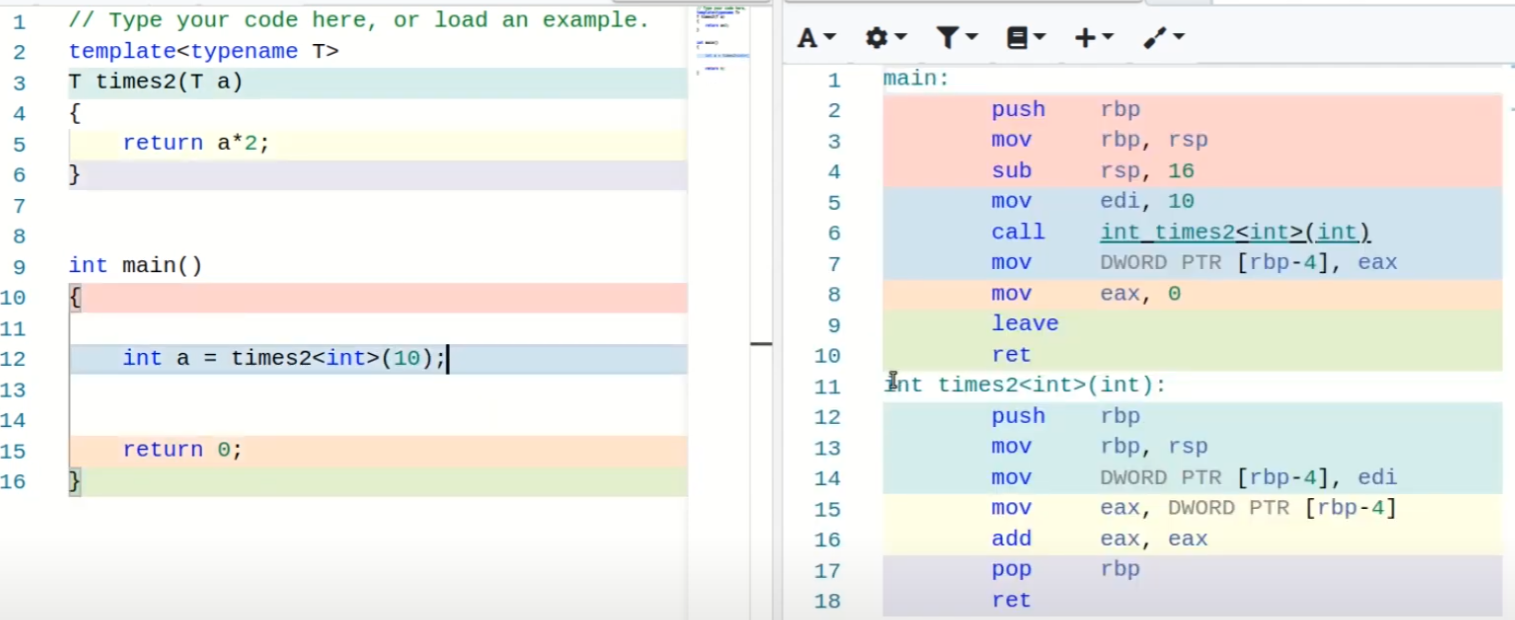 1 // Type your code here, or load an example.
2 template<typename T>
3 T times2(T a)
4 {
5 return a*2;
6 }
7
8
9 int main()
10 {
11
12 int a = times2<int>(10);
13
14
15 return 0;
16 }
A
1 main:
2 push rbp
3 mov rbp, rsp
4 sub rsp, 16
5 mov edi, 10
6 call int times2<int>(int)
7 mov DWORD PTR [rbp-4], eax
8 mov eax, 0
9 leave
10 ret
11 int times2<int>(int):
12 push rbp
13 mov rbp, rsp
14 mov DWORD PTR [rbp-4], edi
15 mov eax, DWORD PTR [rbp-4]
16 add eax, eax
17 pop rbp
18 ret